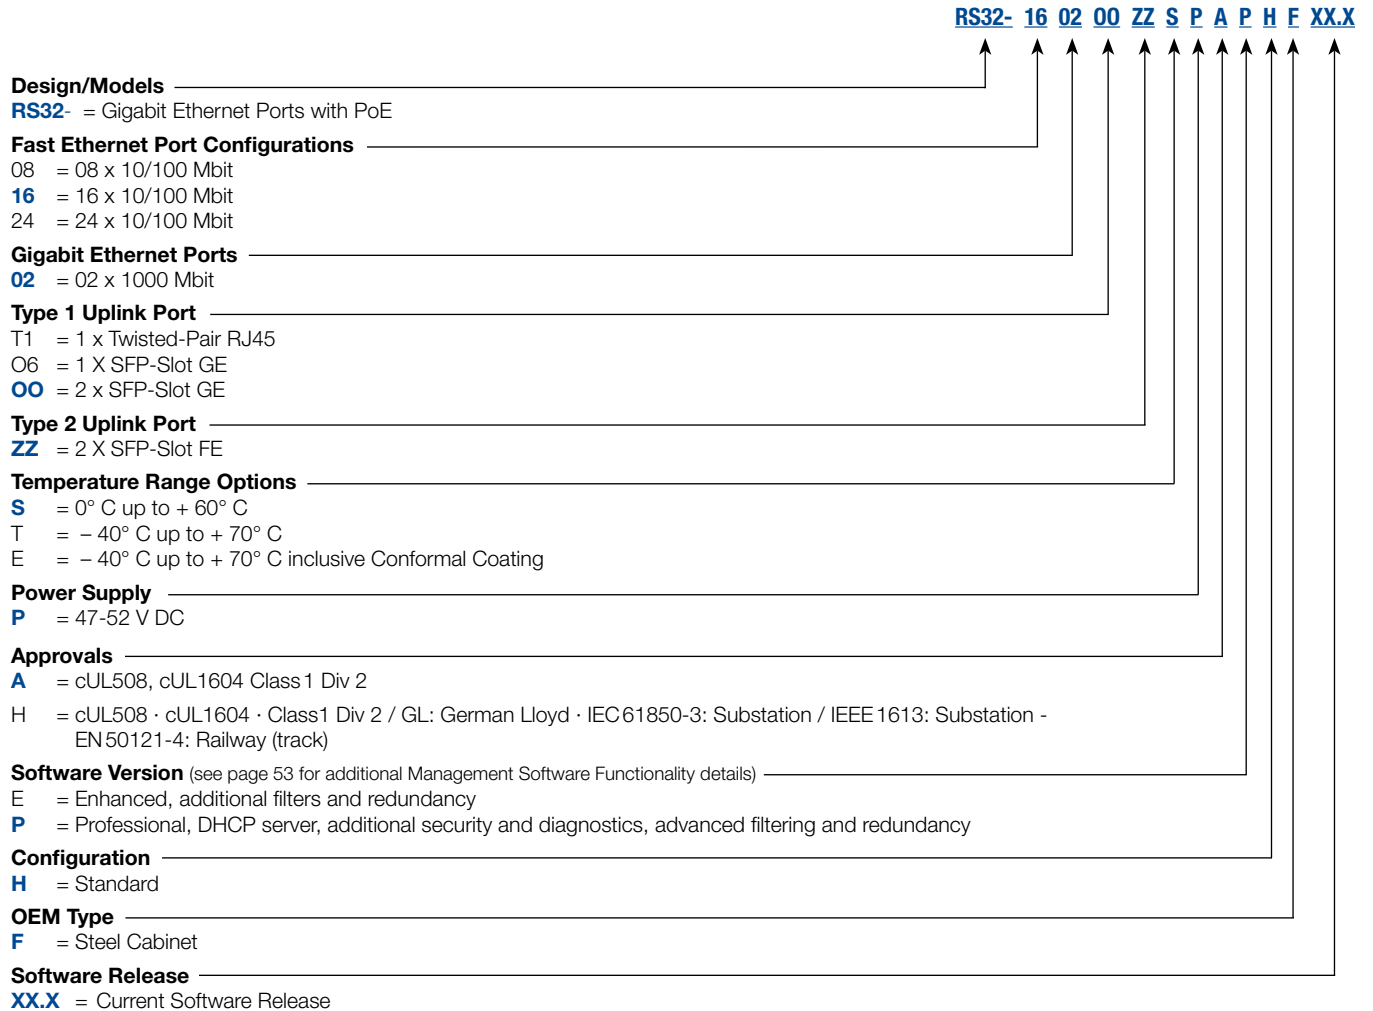 RS32- 16 02 OO ZZ S P A P H F XX.X
Design/Models
RS32- = Gigabit Ethernet Ports with PoE
Fast Ethernet Port Configurations
08 = 08 x 10/100 Mbit
16 = 16 x 10/100 Mbit
24 = 24 x 10/100 Mbit
Gigabit Ethernet Ports
02 = 02 x 1000 Mbit
Type 1 Uplink Port
T1 = 1 x Twisted-Pair RJ45
O6 = 1 X SFP-Slot GE
OO = 2 x SFP-Slot GE
Type 2 Uplink Port
ZZ = 2 X SFP-Slot FE
Temperature Range Options
S = 0° C up to + 60° C
T = – 40° C up to + 70° C
E = – 40° C up to + 70° C inclusive Conformal Coating
Power Supply
P = 47-52 V DC
Approvals
A = cUL508, cUL1604 Class 1 Div 2
H = cUL508 · cUL1604 · Class1 Div 2 / GL: German Lloyd · IEC 61850-3: Substation / IEEE 1613: Substation -
EN 50121-4: Railway (track)
Software Version (see page 53 for additional Management Software Functionality details)
E = Enhanced, additional filters and redundancy
P = Professional, DHCP server, additional security and diagnostics, advanced filtering and redundancy
Configuration
H = Standard
OEM Type
F = Steel Cabinet
Software Release
XX.X = Current Software Release